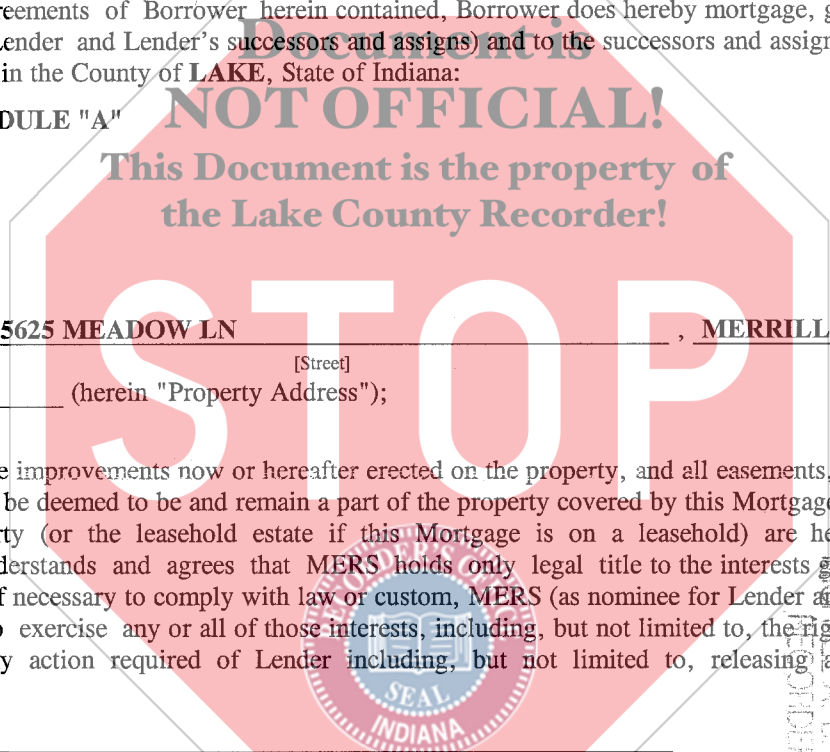 reements of Borrower herein contained, Borrower does hereby mortgage, g
Lender and Lender's successors and assigns) and to the successors and assign
Document is
in the County of LAKE, State of Indiana:
DULE "A"
NOT OFFICIAL!
This Document is the property of
the Lake County Recorder!
STOP
5625 MEADOW LN , MERRILL
[Street]
(herein "Property Address");
e improvements now or hereafter erected on the property, and all easements,
be deemed to be and remain a part of the property covered by this Mortgage
rty (or the leasehold estate if this Mortgage is on a leasehold) are he
derstands and agrees that MERS holds only legal title to the interests
f necessary to comply with law or custom, MERS (as nominee for Lender a
o exercise any or all of those interests, including, but not limited to, the rig
y action required of Lender including, but not limited to, releasing a
SEAL
INDIANA